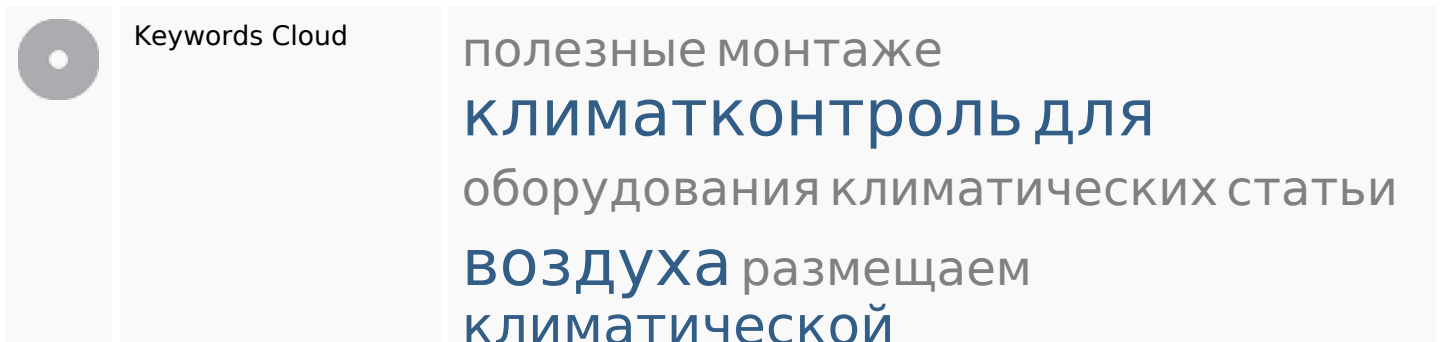 Keywords Cloud
полезные монтаже
климатконтроль для
оборудования климатических статьи
воздуха размещаем
климатической